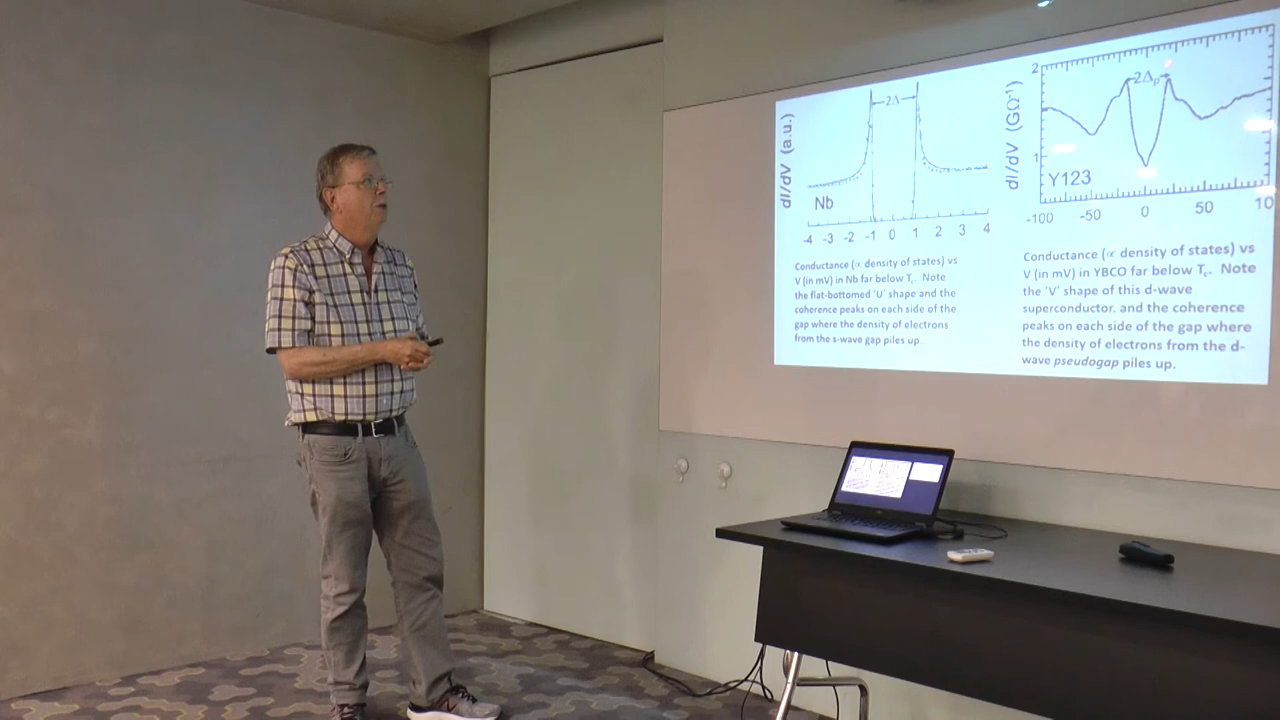 dI/dV (a.u.)
2Δ
Nb
-4 -3 -2 -1 0 1 2 3 4
Conductance (∝ density of states) vs
V (in mV) in Nb far below Tc. Note
the flat-bottomed 'U' shape and the
coherence peaks on each side of the
gap where the density of electrons
from the s-wave gap piles up.
dI/dV (GΩ⁻¹)
2
2Δp
1
Y123
-100 -50 0 50 10
Conductance (∝ density of states) vs
V (in mV) in YBCO far below Tc. Note
the 'V' shape of this d-wave
superconductor. and the coherence
peaks on each side of the gap where
the density of electrons from the d-
wave pseudogap piles up.